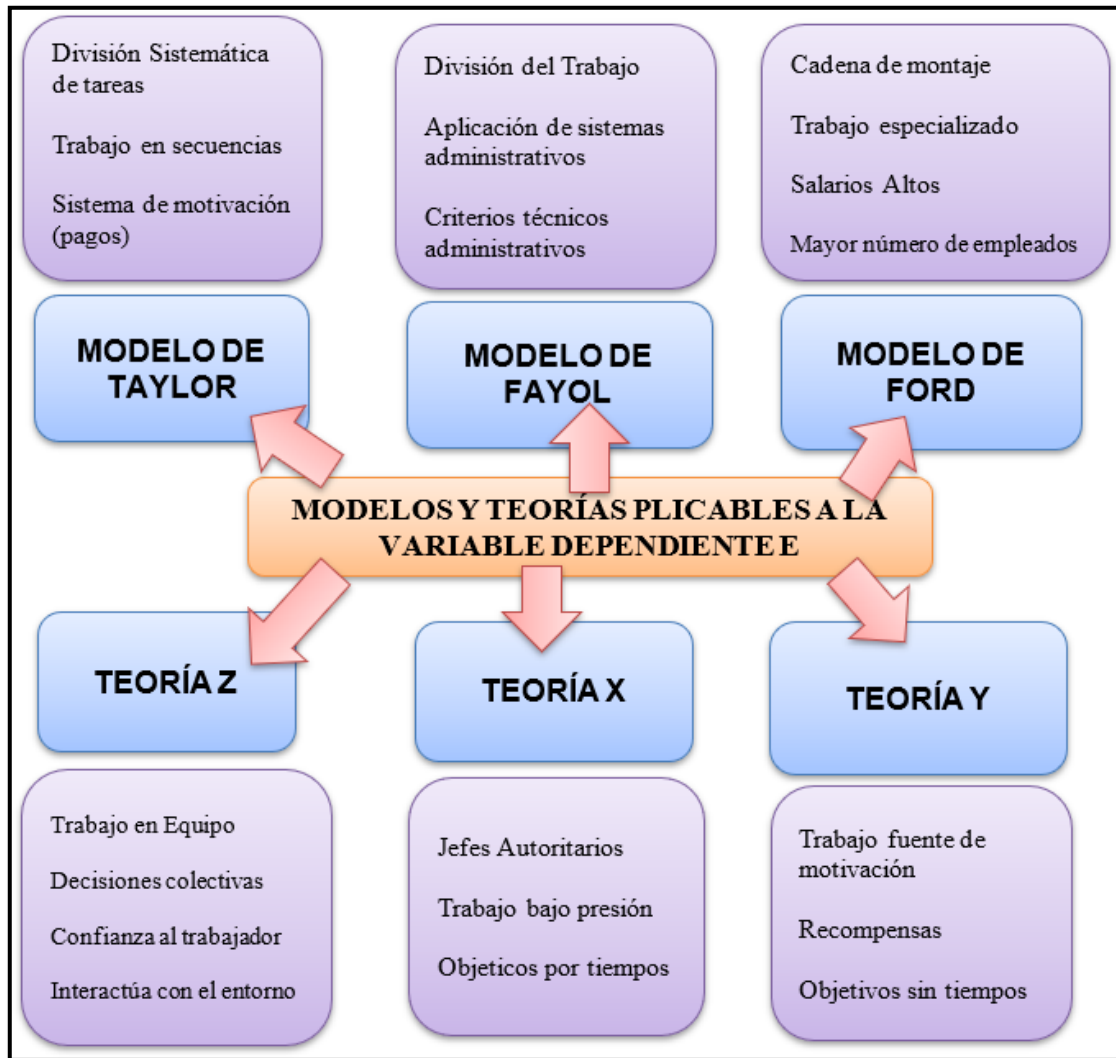 División Sistemática
de tareas
Trabajo en secuencias
Sistema de motivación
(pagos)
División del Trabajo
Aplicación de sistemas
administrativos
Criterios técnicos
administrativos
Cadena de montaje
Trabajo especializado
Salarios Altos
Mayor número de empleados
MODELO DE
TAYLOR
MODELO DE
FAYOL
MODELO DE
FORD
MODELOS Y TEORÍAS PLICABLES A LA
VARIABLE DEPENDIENTE E
TEORÍA Z
TEORÍA X
TEORÍA Y
Trabajo en Equipo
Decisiones colectivas
Confianza al trabajador
Interactúa con el entorno
Jefes Autoritarios
Trabajo bajo presión
Objeticos por tiempos
Trabajo fuente de
motivación
Recompensas
Objetivos sin tiempos